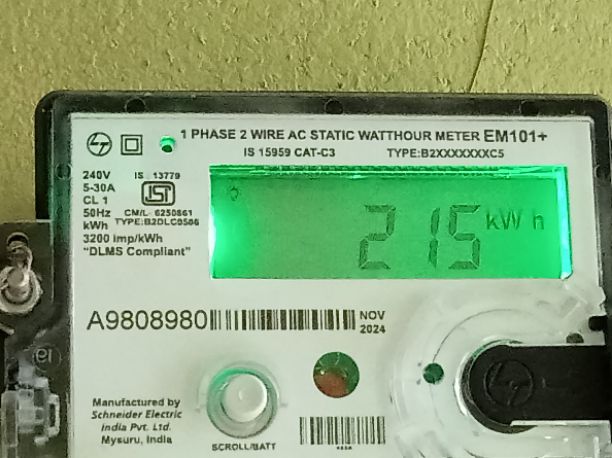 1 PHASE 2 WIRE AC STATIC WATTHOUR METER EM101+
IS 15959 CAT-C3 TYPE:B2XXXXXXXC5
240V IS 13779
5-30A
CL 1
50Hz CM/L- 6250861
kWh TYPE:B2DLC0506
3200 imp/kWh
"DLMS Compliant"
215 kWh
A9808980 NOV
2024
Manufactured by
Schneider Electric
India Pvt. Ltd.
Mysuru, India
SCROLL/BATT